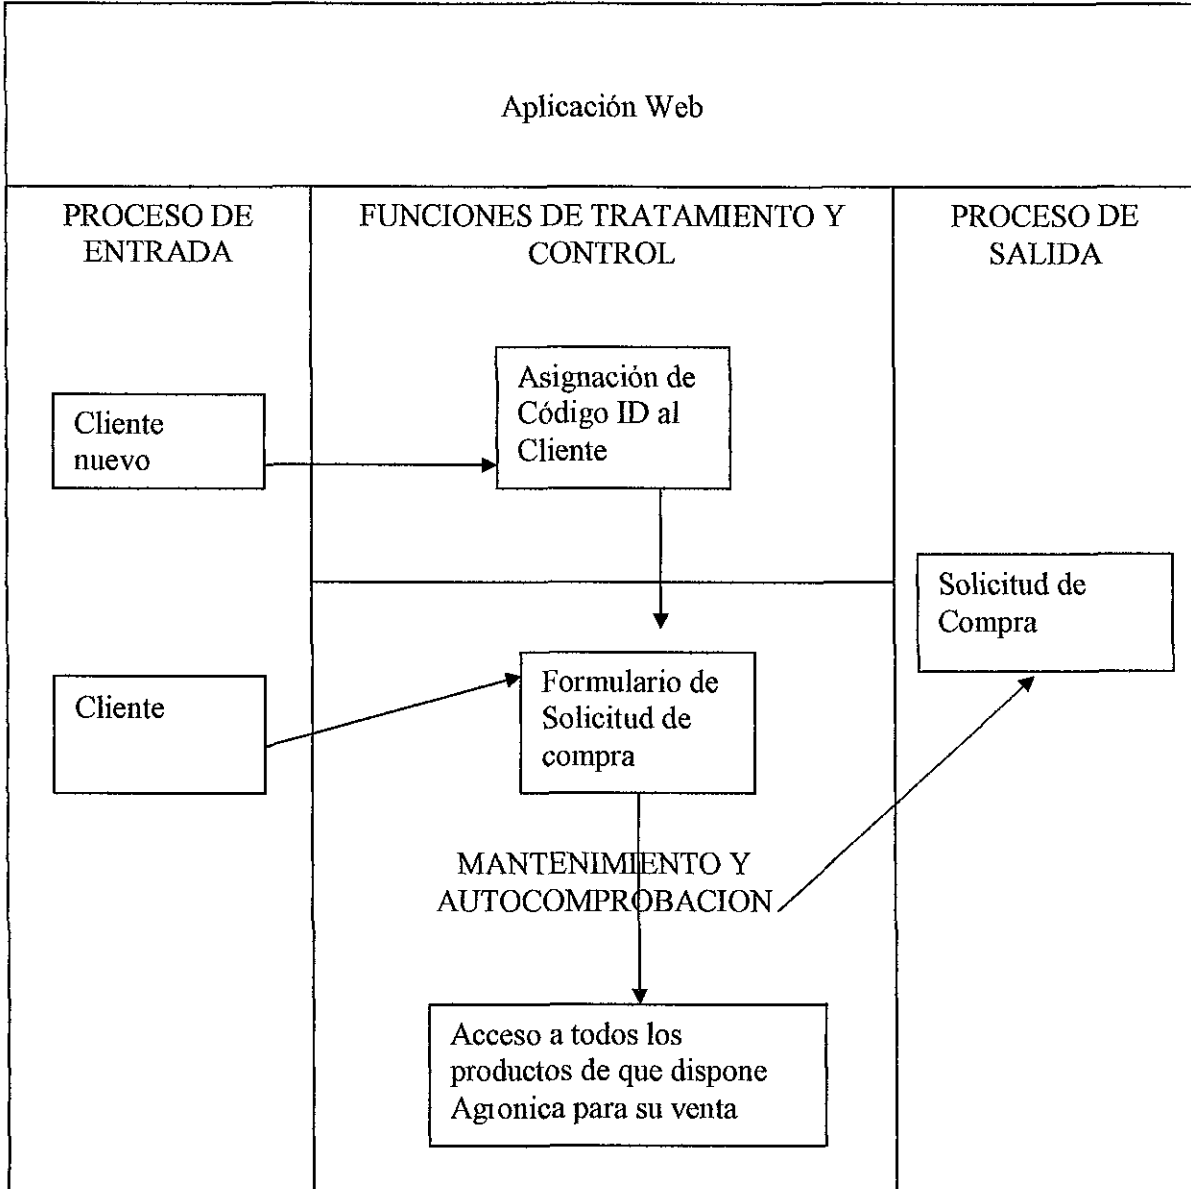 Aplicación Web
PROCESO DE
ENTRADA
FUNCIONES DE TRATAMIENTO Y
CONTROL
PROCESO DE
SALIDA
Cliente
nuevo
Asignación de
Código ID al
Cliente
Solicitud de
Compra
Cliente
Formulario de
Solicitud de
compra
MANTENIMIENTO Y
AUTOCOMPROBACION
Acceso a todos los
productos de que dispone
Agronica para su venta